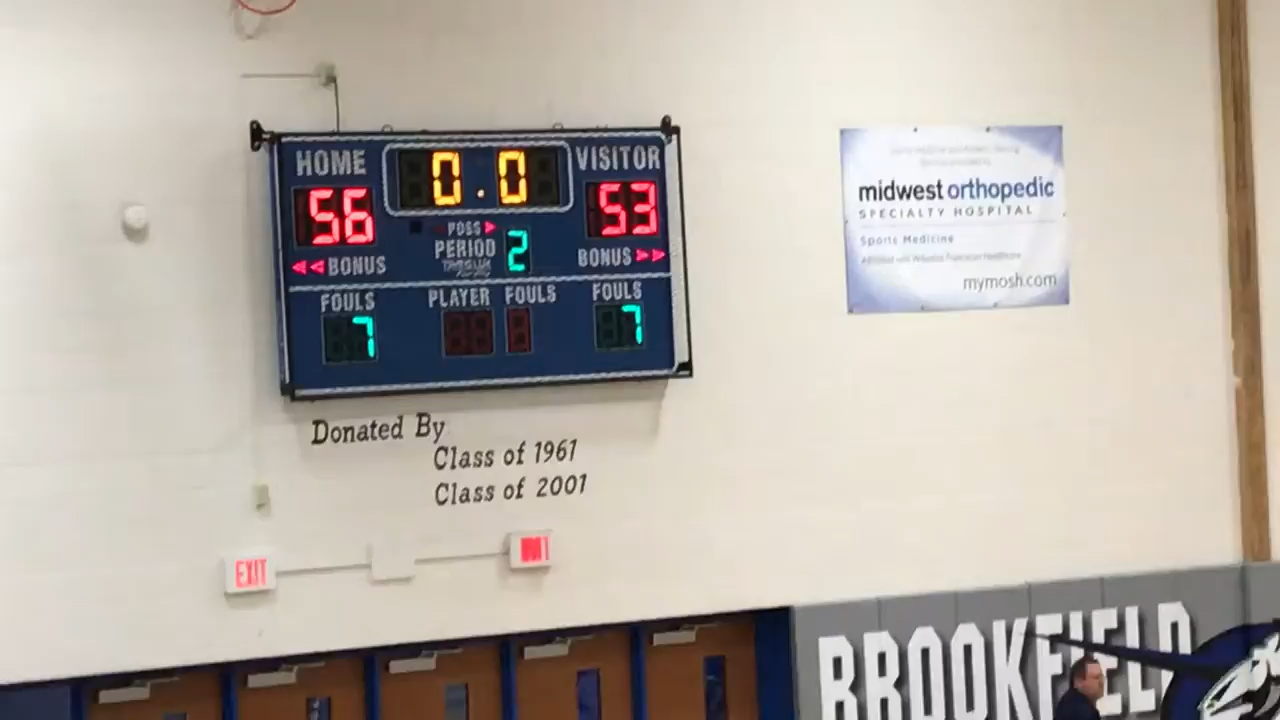 HOME 0.0 VISITOR
56 53
POSS
PERIOD 2
BONUS BONUS
FOULS PLAYER FOULS FOULS
7 7
Donated By
Class of 1961
Class of 2001
EXIT
midwest orthopedic
SPECIALTY HOSPITAL
Sports Medicine
mymosh.com
BROOKFIELD